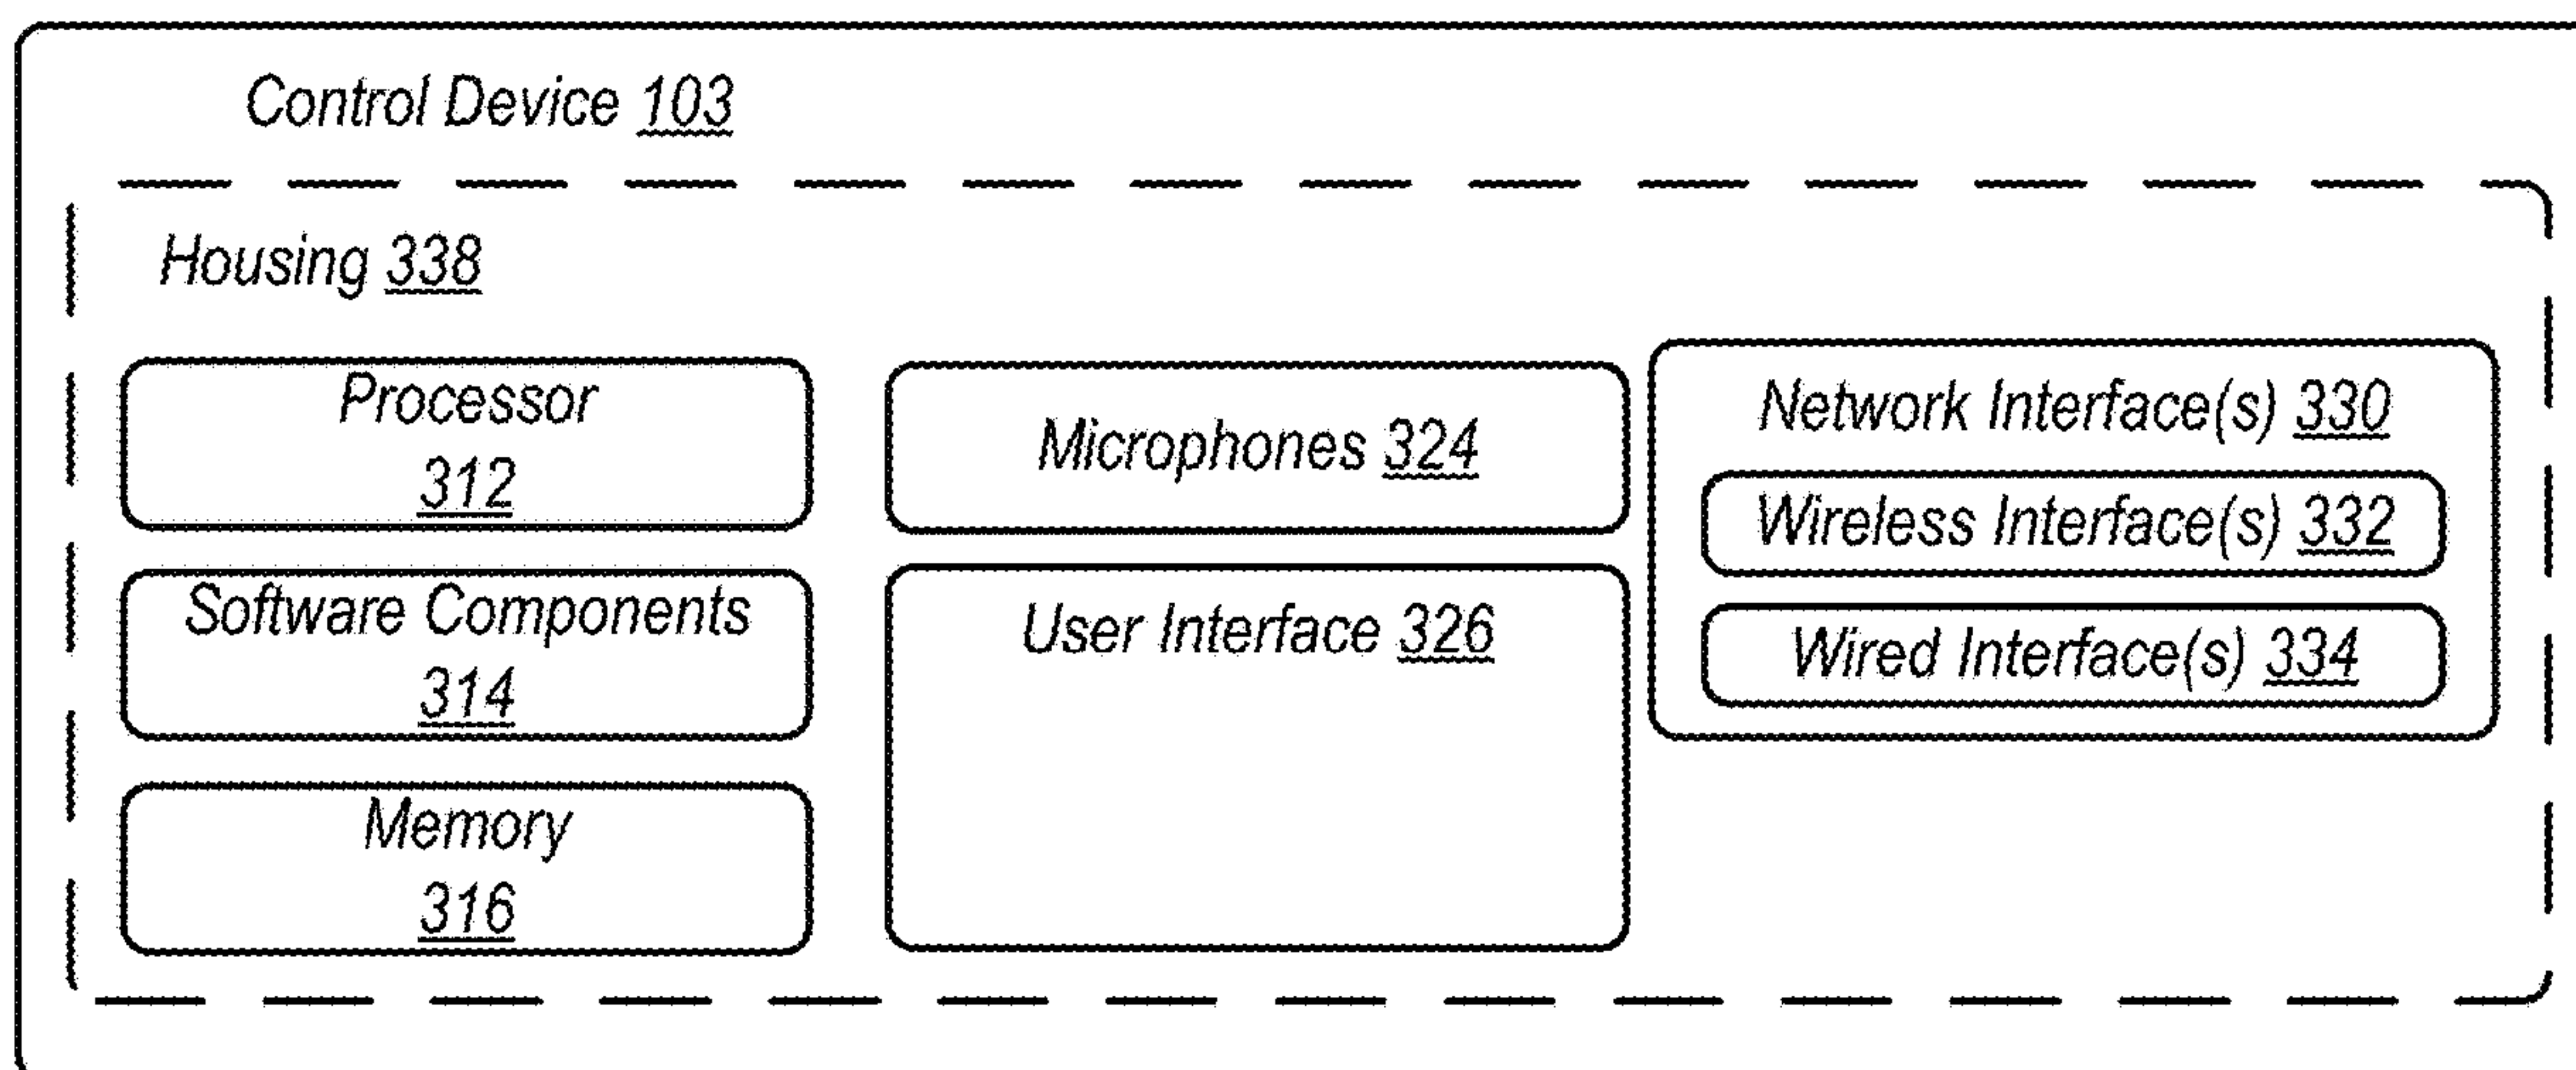 Control Device 103
Housing 338
Processor
312
Software Components
314
Memory
316
Microphones 324
User Interface 326
Network Interface(s) 330
Wireless Interface(s) 332
Wired Interface(s) 334